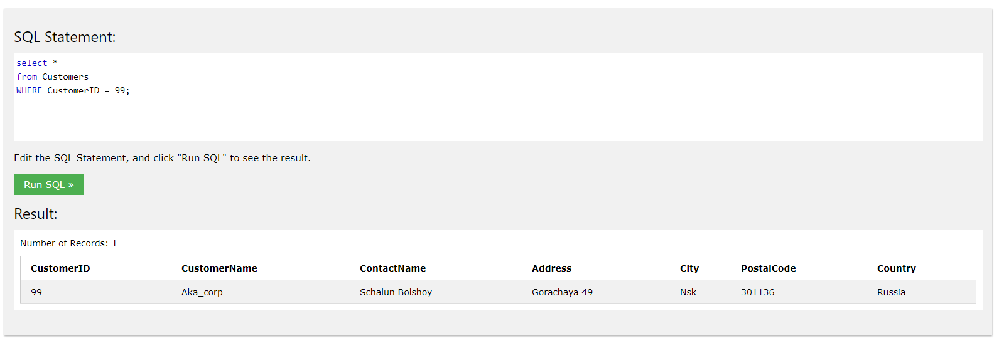 SQL Statement:
select *
from Customers
WHERE CustomerID = 99;
Edit the SQL Statement, and click "Run SQL" to see the result.
Run SQL »
Result:
Number of Records: 1
CustomerID CustomerName ContactName Address City PostalCode Country
99 Aka_corp Schalun Bolshoy Gorachaya 49 Nsk 301136 Russia